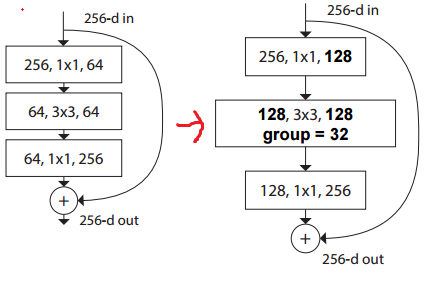 256-d in
256, 1x1, 64
64, 3x3, 64
64, 1x1, 256
+
256-d out
256-d in
256, 1x1, 128
128, 3x3, 128
group = 32
128, 1x1, 256
+
256-d out